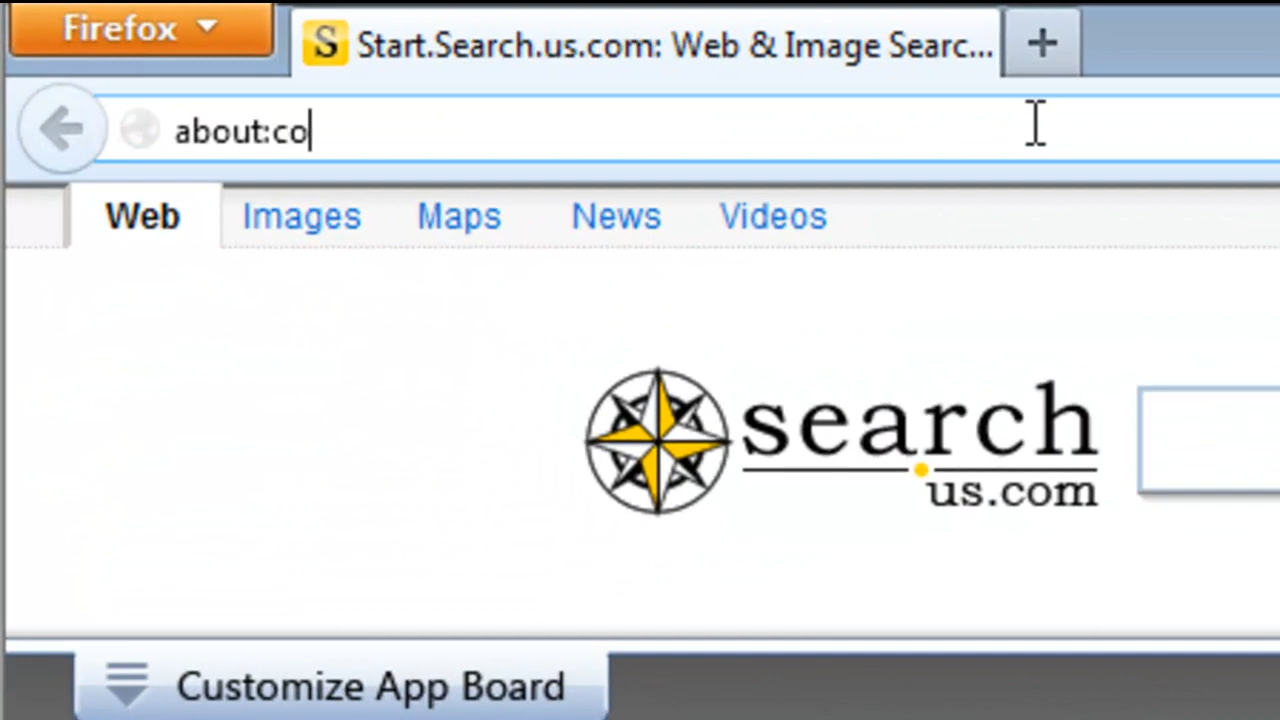 Firefox
S Start.Search.us.com: Web & Image Searc... +
about:co
Web Images Maps News Videos
search
us.com
Customize App Board